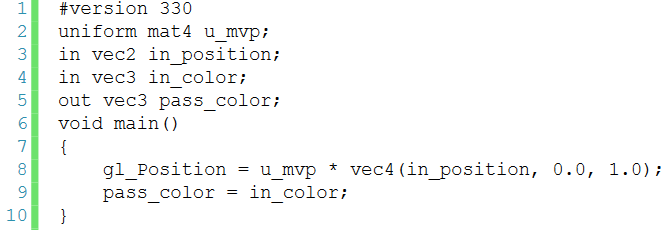 1 #version 330
2 uniform mat4 u_mvp;
3 in vec2 in_position;
4 in vec3 in_color;
5 out vec3 pass_color;
6 void main()
7 {
8     gl_Position = u_mvp * vec4(in_position, 0.0, 1.0);
9     pass_color = in_color;
10 }